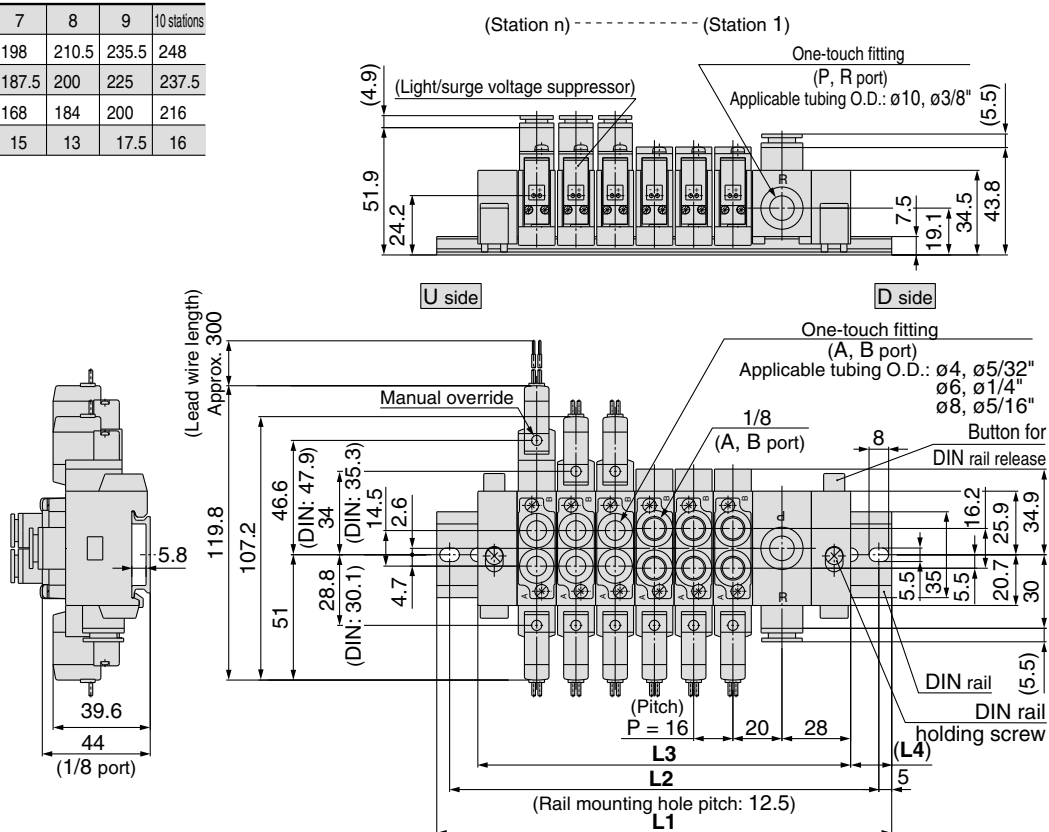 7 8 9 10 stations
198 210.5 235.5 248
187.5 200 225 237.5
168 184 200 216
15 13 17.5 16
(Station n) (Station 1)
One-touch fitting
(P, R port)
Applicable tubing O.D.: ø10, ø3/8"
(Light/surge voltage suppressor)
(4.9)
51.9
24.2
R
(5.5)
7.5
19.1
34.5
43.8
U side
D side
(Lead wire length)
Approx. 300
One-touch fitting
(A, B port)
Applicable tubing O.D.: ø4, ø5/32"
ø6, ø1/4"
ø8, ø5/16"
Manual override
1/8
(A, B port)
8
Button for
DIN rail release
119.8
107.2
46.6
(DIN: 47.9)
34
(DIN: 35.3)
14.5
2.6
51
28.8
(DIN: 30.1)
4.7
B B B B B B
A A A A A A
P
R
16.2
25.9
34.9
5.5
35
5.5
20.7
30
(5.5)
5.8
39.6
44
(1/8 port)
DIN rail
DIN rail
holding screw
(Pitch)
P = 16
20
28
L3
(L4)
L2
5
(Rail mounting hole pitch: 12.5)
L1